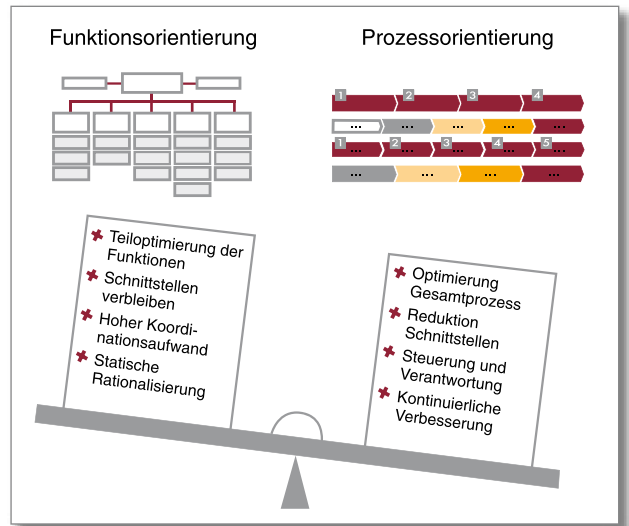 Funktionsorientierung
Prozessorientierung
1 2 3 4
... ... ... ... ...
1 2 3 4 5
... ... ... ...
... ... ... ...
Teiloptimierung der
Funktionen
Schnittstellen
verbleiben
Hoher Koordi-
nationsaufwand
Statische
Rationalisierung
Optimierung
Gesamtprozess
Reduktion
Schnittstellen
Steuerung und
Verantwortung
Kontinuierliche
Verbesserung